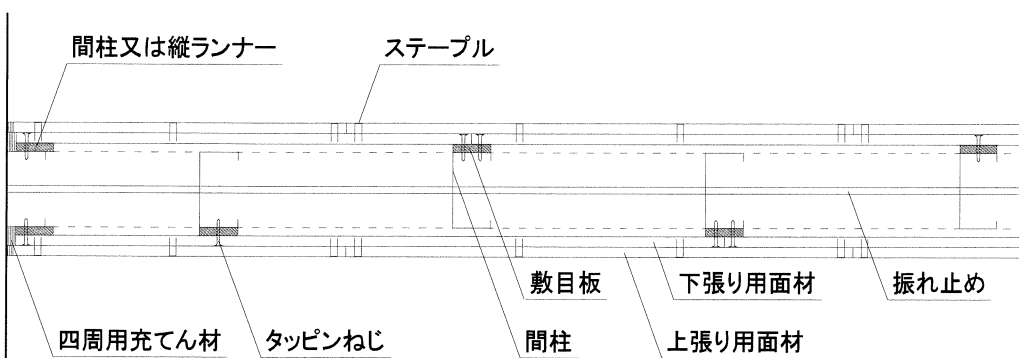 間柱又は縦ランナー
ステープル
敷目板
下張り用面材
振れ止め
四周用充てん材
タッピンねじ
間柱
上張り用面材